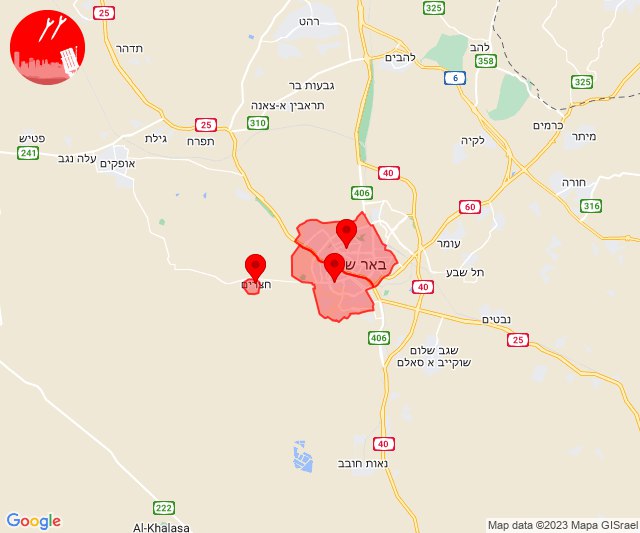 רהט
325
להב
25
תדהר
להבים
358
6
325
גבעות בר
תראבין א-צאנה
כרמים
מיתר
פטיש
גילת
25
310
תפרח
לקיה
241
עלה נגב
אופקים
40
חורה
406
60
316
עומר
באר ש
תל שבע
חצרים
40
נבטים
406
25
שגב שלום
שוקייב א סאלם
40
נאות חובב
222
Al-Khalasa
Google
Map data ©2023 Mapa GISrael